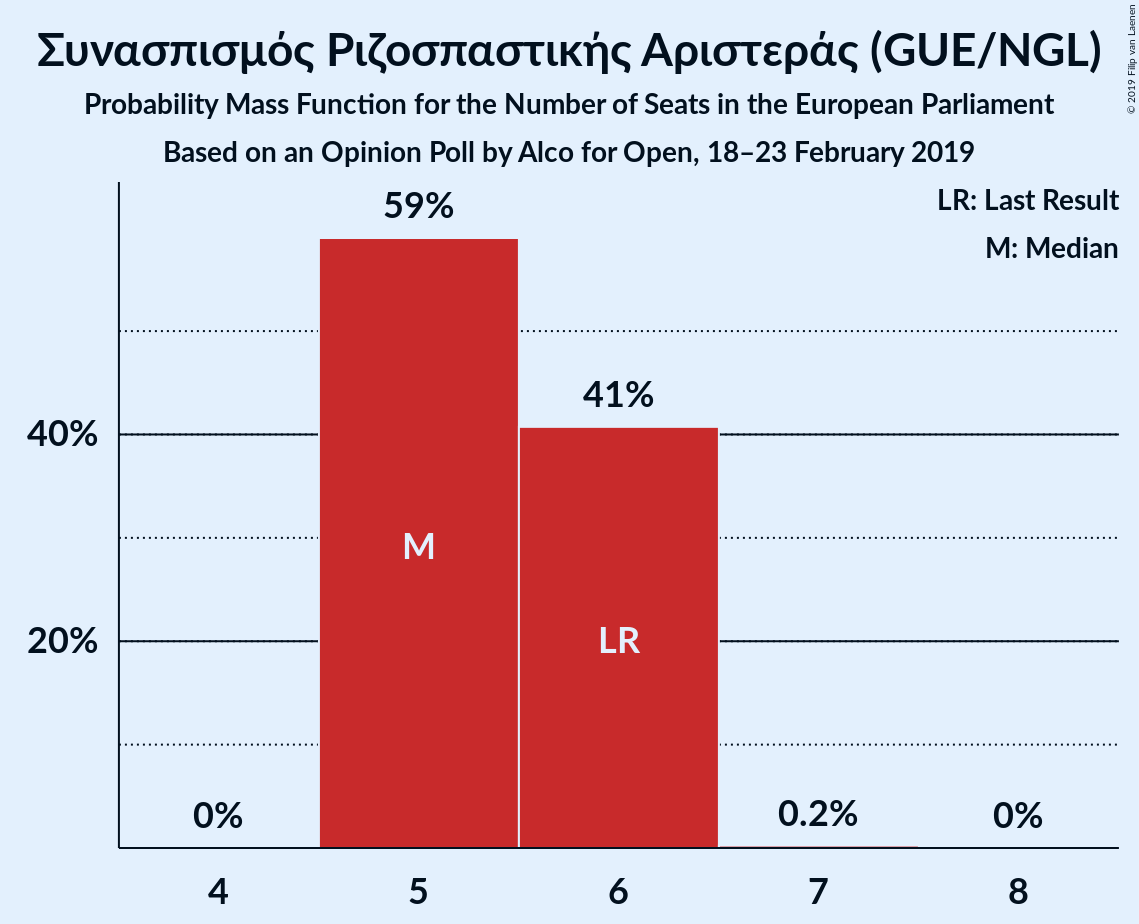 Συνασπισμός Ριζοσπαστικής Αριστεράς (GUE/NGL)
Probability Mass Function for the Number of Seats in the European Parliament
Based on an Opinion Poll by Alco for Open, 18–23 February 2019
© 2019 Filip van Laenen
LR: Last Result
M: Median
59%
41%
40%
M
20%
LR
0%
0.2%
0%
4
5
6
7
8